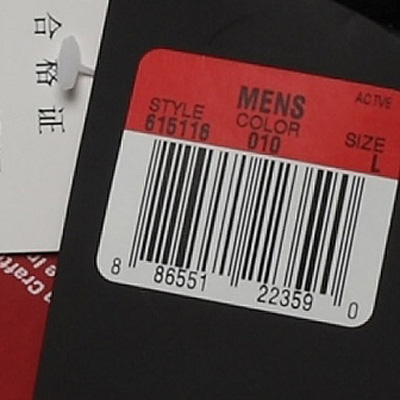 合格证
ACTIVE
MENS
STYLE COLOR SIZE
615116 010 L
8 86551 22359 0